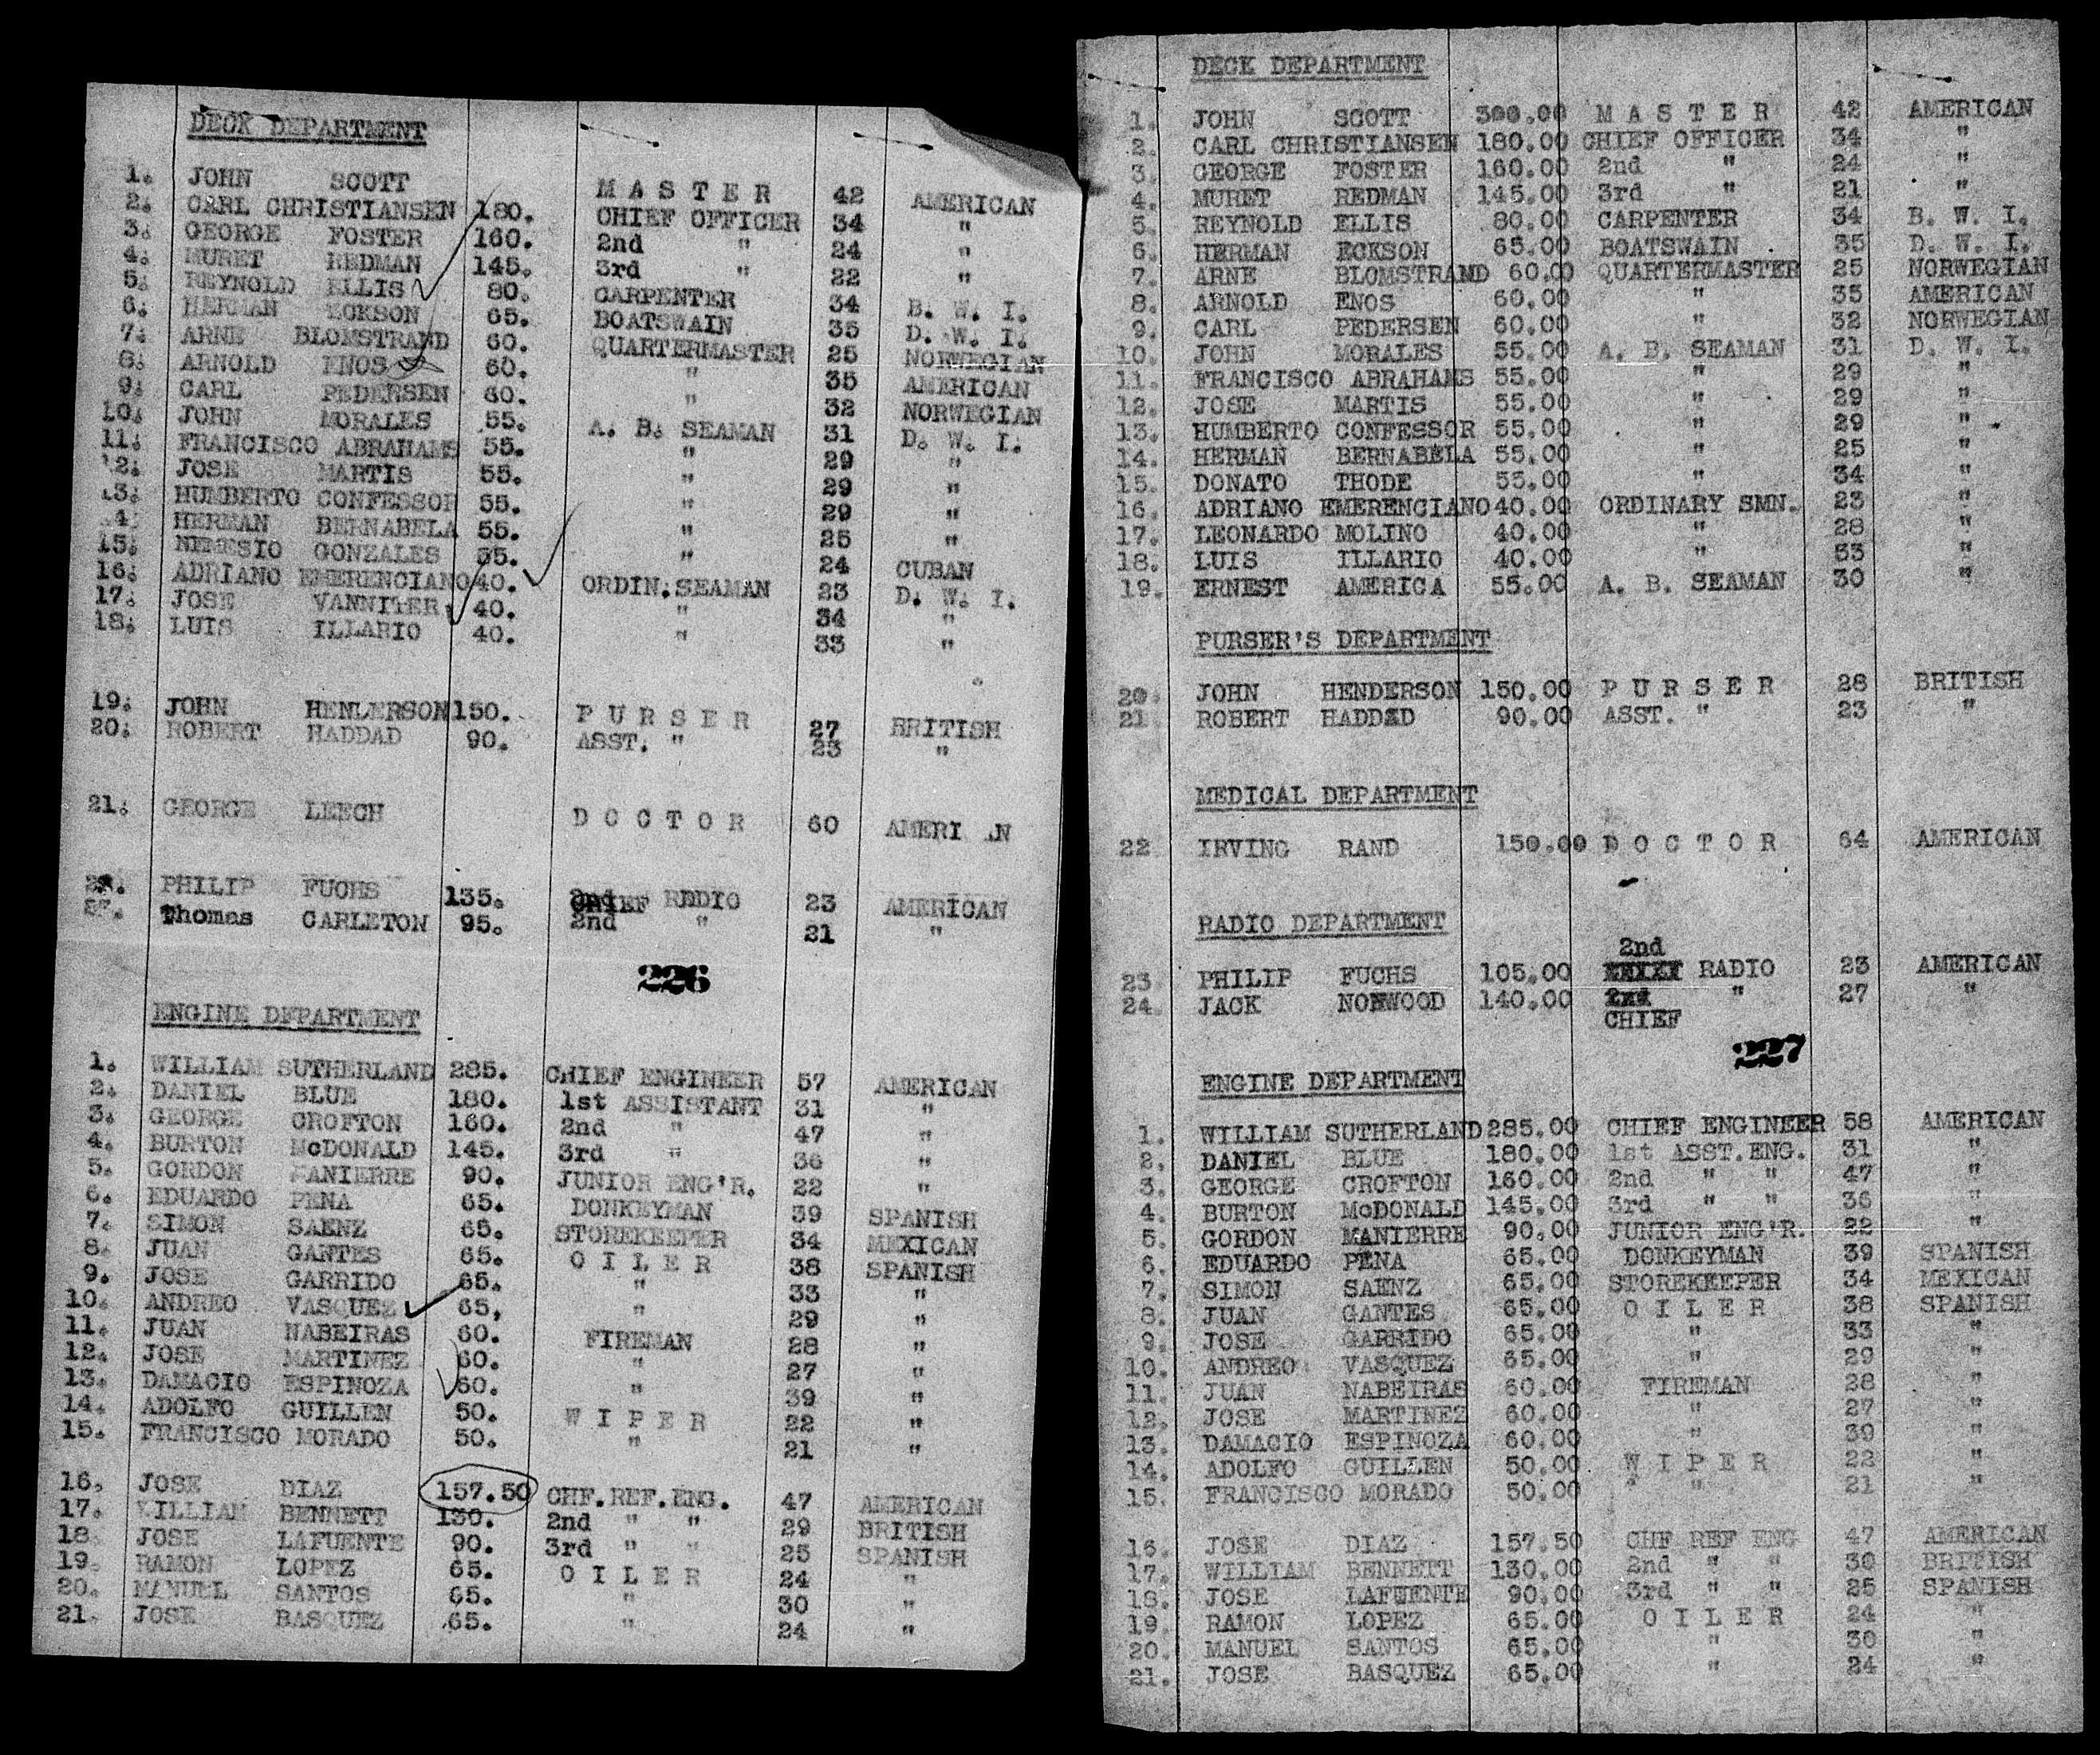 DECK DEPARTMENT
1. JOHN SCOTT M A S T E R 42 AMERICAN
2. CARL CHRISTIANSEN 180. CHIEF OFFICER 34 "
3. GEORGE FOSTER 160. 2nd " 24 "
4. MURET REDMAN 145. 3rd " 22 "
5. REYNOLD ELLIS 80. CARPENTER 34 B. W. I.
6. HERMAN ECKSON 65. BOATSWAIN 35 D. W. I.
7. ARNE BLOMSTRAND 60. QUARTERMASTER 25 NORWEGIAN
8. ARNOLD ENOS 60. " 35 AMERICAN
9. CARL PEDERSEN 60. " 32 NORWEGIAN
10. JOHN MORALES 55. A. B. SEAMAN 31 D. W. I.
11. FRANCISCO ABRAHAMS 55. " 29 "
12. JOSE MARTIS 55. " 29 "
13. HUMBERTO CONFESSOR 55. " 29 "
14. HERMAN BERNABELA 55. " 25 "
15. NEMESIO GONZALES 55. " 24 CUBAN
16. ADRIANO EMERENCIANO 40. ORDIN. SEAMAN 23 D. W. I.
17. JOSE VANNITER 40. " 34 "
18. LUIS ILLARIO 40. " 33 "
19. JOHN HENDERSON 150. P U R S E R 27 BRITISH
20. ROBERT HADDAD 90. ASST. " 23 "
21. GEORGE LEECH D O C T O R 60 AMERI N
PHILIP FUCHS 135. 2nd RADIO 23 AMERICAN
Thomas CARLETON 95. 2nd " 21 "
226
ENGINE DEPARTMENT
1. WILLIAM SUTHERLAND 285. CHIEF ENGINEER 57 AMERICAN
2. DANIEL BLUE 180. 1st ASSISTANT 31 "
3. GEORGE CROFTON 160. 2nd " 47 "
4. BURTON McDONALD 145. 3rd " 36 "
5. GORDON MANIERRE 90. JUNIOR ENG'R. 22 "
6. EDUARDO PENA 65. DONKEYMAN 39 SPANISH
7. SIMON SAENZ 65. STOREKEEPER 34 MEXICAN
8. JUAN GANTES 65. O I L E R 38 SPANISH
9. JOSE GARRIDO 65. " 33 "
10. ANDREO VASQUEZ 65, " 29 "
11. JUAN NABEIRAS 60. FIREMAN 28 "
12. JOSE MARTINEZ 60. " 27 "
13. DAMACIO ESPINOZA 60. " 39 "
14. ADOLFO GUILLEN 50. W I P E R 22 "
15. FRANCISCO MORADO 50. " 21 "
16. JOSE DIAZ 157.50 CHF.REF.ENG. 47 AMERICAN
17. WILLIAM BENNETT 130. 2nd " " 29 BRITISH
18. JOSE LAFUENTE 90. 3rd " " 25 SPANISH
19. RAMON LOPEZ 65. O I L E R 24 "
20. MANUEL SANTOS 65. " 30 "
21. JOSE BASQUEZ 65. " 24 "
DECK DEPARTMENT
1. JOHN SCOTT 300.00 M A S T E R 42 AMERICAN
2. CARL CHRISTIANSEN 180.00 CHIEF OFFICER 34 "
3. GEORGE FOSTER 160.00 2nd " 24 "
4. MURET REDMAN 145.00 3rd " 21 "
5. REYNOLD ELLIS 80.00 CARPENTER 34 B. W. I.
6. HERMAN ECKSON 65.00 BOATSWAIN 35 D. W. I.
7. ARNE BLOMSTRAND 60.00 QUARTERMASTER 25 NORWEGIAN
8. ARNOLD ENOS 60.00 " 35 AMERICAN
9. CARL PEDERSEN 60.00 " 32 NORWEGIAN
10. JOHN MORALES 55.00 A. B. SEAMAN 31 D. W. I.
11. FRANCISCO ABRAHAMS 55.00 " 29 "
12. JOSE MARTIS 55.00 " 29 "
13. HUMBERTO CONFESSOR 55.00 " 29 "
14. HERMAN BERNABELA 55.00 " 25 "
15. DONATO THODE 55.00 " 34 "
16. ADRIANO EMERENCIANO 40.00 ORDINARY SMN. 23 "
17. LEONARDO MOLINO 40.00 " 28 "
18. LUIS ILLARIO 40.00 " 33 "
19. ERNEST AMERICA 55.00 A. B. SEAMAN 30 "
PURSER'S DEPARTMENT
20. JOHN HENDERSON 150.00 P U R S E R 28 BRITISH
21. ROBERT HADDAD 90.00 ASST. " 23 "
MEDICAL DEPARTMENT
22 IRVING RAND 150.00 D O C T O R 64 AMERICAN
RADIO DEPARTMENT
2nd
23 PHILIP FUCHS 105.00 RADIO 23 AMERICAN
24. JACK NORWOOD 140.00 2nd " 27 "
CHIEF
227
ENGINE DEPARTMENT
1. WILLIAM SUTHERLAND 285.00 CHIEF ENGINEER 58 AMERICAN
2. DANIEL BLUE 180.00 1st ASST.ENG. 31 "
3. GEORGE CROFTON 160.00 2nd " " 47 "
4. BURTON McDONALD 145.00 3rd " " 36 "
5. GORDON MANIERRE 90.00 JUNIOR ENG'R. 22 "
6. EDUARDO PENA 65.00 DONKEYMAN 39 SPANISH
7. SIMON SAENZ 65.00 STOREKEEPER 34 MEXICAN
8. JUAN GANTES 65.00 O I L E R 38 SPANISH
9. JOSE GARRIDO 65.00 " 33 "
10. ANDREO VASQUEZ 65.00 " 29 "
11. JUAN NABEIRAS 60.00 FIREMAN 28 "
12. JOSE MARTINEZ 60.00 " 27 "
13. DAMACIO ESPINOZA 60.00 " 39 "
14. ADOLFO GUILLEN 50.00 W I P E R 22 "
15. FRANCISCO MORADO 50.00 " " 21 "
16. JOSE DIAZ 157.50 CHF REF ENG 47 AMERICAN
17. WILLIAM BENNETT 130.00 2nd " " 30 BRITISH
18. JOSE LAFUENTE 90.00 3rd " " 25 SPANISH
19. RAMON LOPEZ 65.00 O I L E R 24 "
20. MANUEL SANTOS 65.00 " 30 "
21. JOSE BASQUEZ 65.00 " 24 "